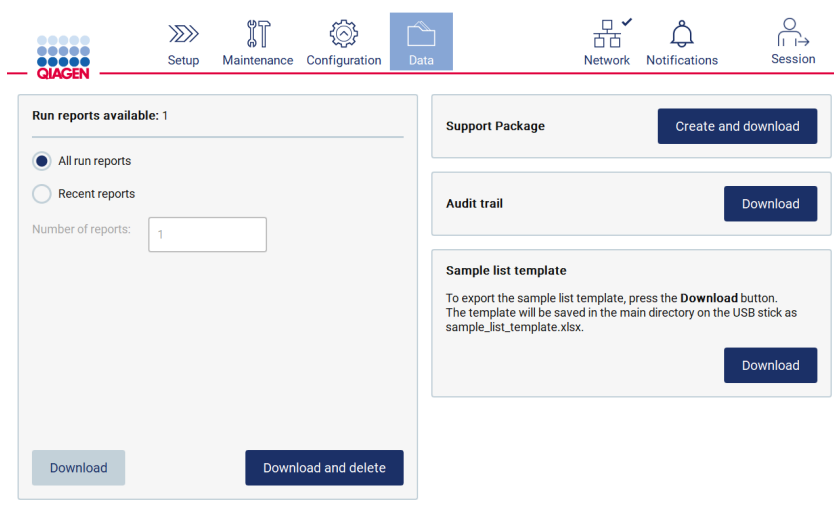 QIAGEN
Setup
Maintenance
Configuration
Data
Network
Notifications
Session
Run reports available: 1
All run reports
Recent reports
Number of reports:
1
Download
Download and delete
Support Package
Create and download
Audit trail
Download
Sample list template
To export the sample list template, press the Download button.
The template will be saved in the main directory on the USB stick as
sample_list_template.xlsx.
Download